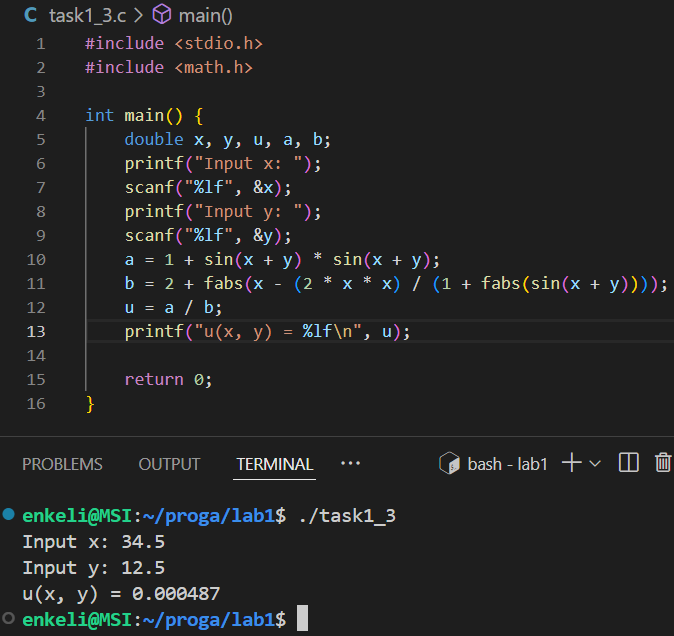 C task1_3.c > main()
1 #include <stdio.h>
2 #include <math.h>
3
4 int main() {
5     double x, y, u, a, b;
6     printf("Input x: ");
7     scanf("%lf", &x);
8     printf("Input y: ");
9     scanf("%lf", &y);
10     a = 1 + sin(x + y) * sin(x + y);
11     b = 2 + fabs(x - (2 * x * x) / (1 + fabs(sin(x + y))));
12     u = a / b;
13     printf("u(x, y) = %lf\n", u);
14
15     return 0;
16 }
PROBLEMS OUTPUT TERMINAL ··· bash - lab1
enkeli@MSI:~/proga/lab1$ ./task1_3
Input x: 34.5
Input y: 12.5
u(x, y) = 0.000487
enkeli@MSI:~/proga/lab1$